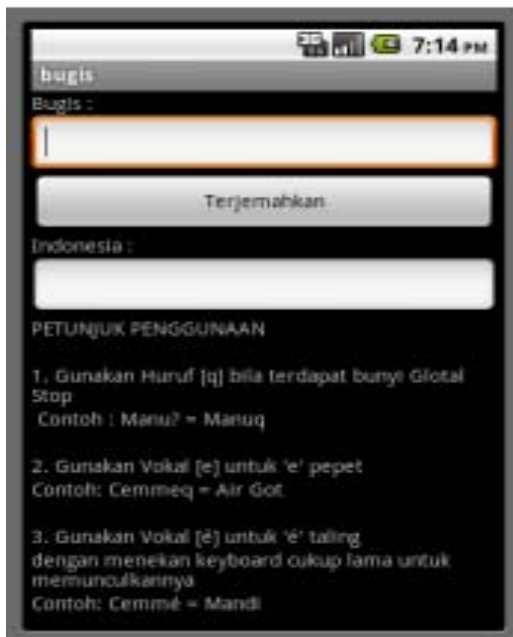 7:14 PM
bugis
Bugis :
Terjemahkan
Indonesia :
PETUNJUK PENGGUNAAN
1. Gunakan Huruf [q] bila terdapat bunyi Glotal
Stop
Contoh : Manu? = Manuq
2. Gunakan Vokal [e] untuk 'e' pepet
Contoh: Cemmeq = Air Got
3. Gunakan Vokal [é] untuk 'é' taling
dengan menekan keyboard cukup lama untuk
memunculkannya
Contoh: Cemmé = Mandi